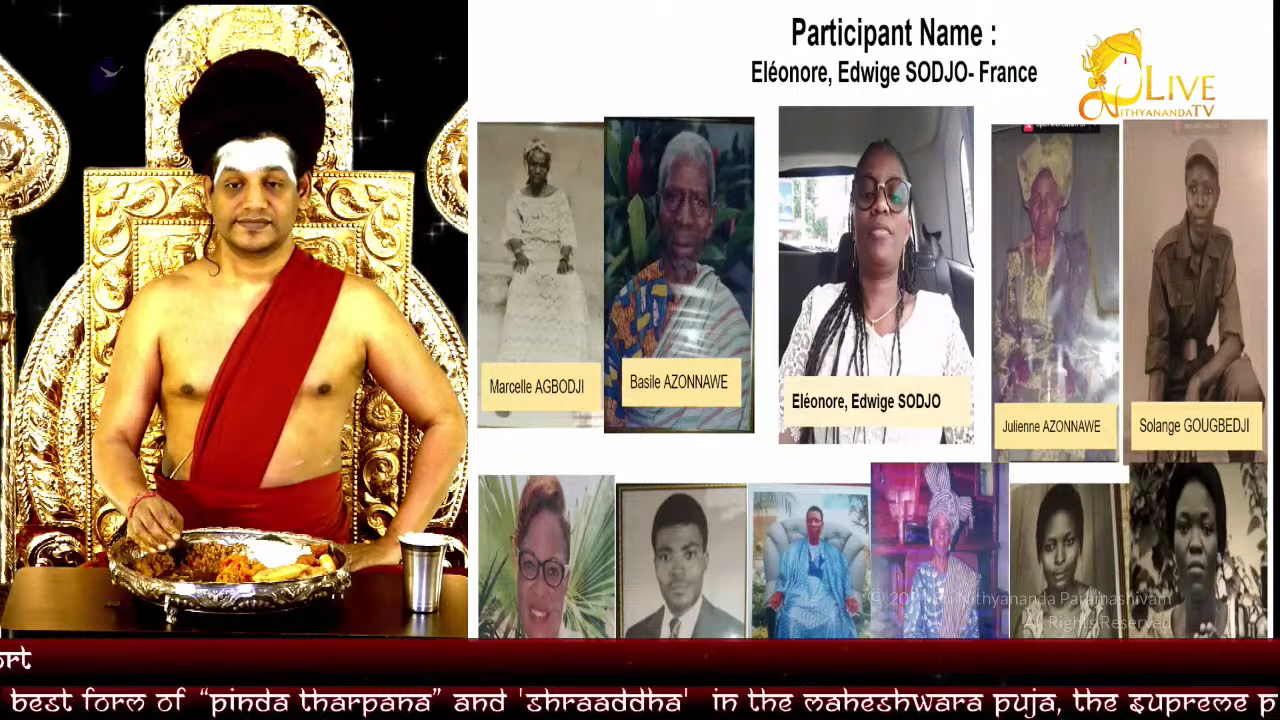 Participant Name :
Eléonore, Edwige SODJO- France
LIVE
NITHYANANDA TV
Marcelle AGBODJI
Basile AZONNAWE
Eléonore, Edwige SODJO
Julienne AZONNAWE
Solange GOUGBEDJI
Nithyananda Paramashivam
All Rights Reserved
ort
best form of “pinda tharpana” and 'shraaddha' in the maheshwara puja, the supreme p